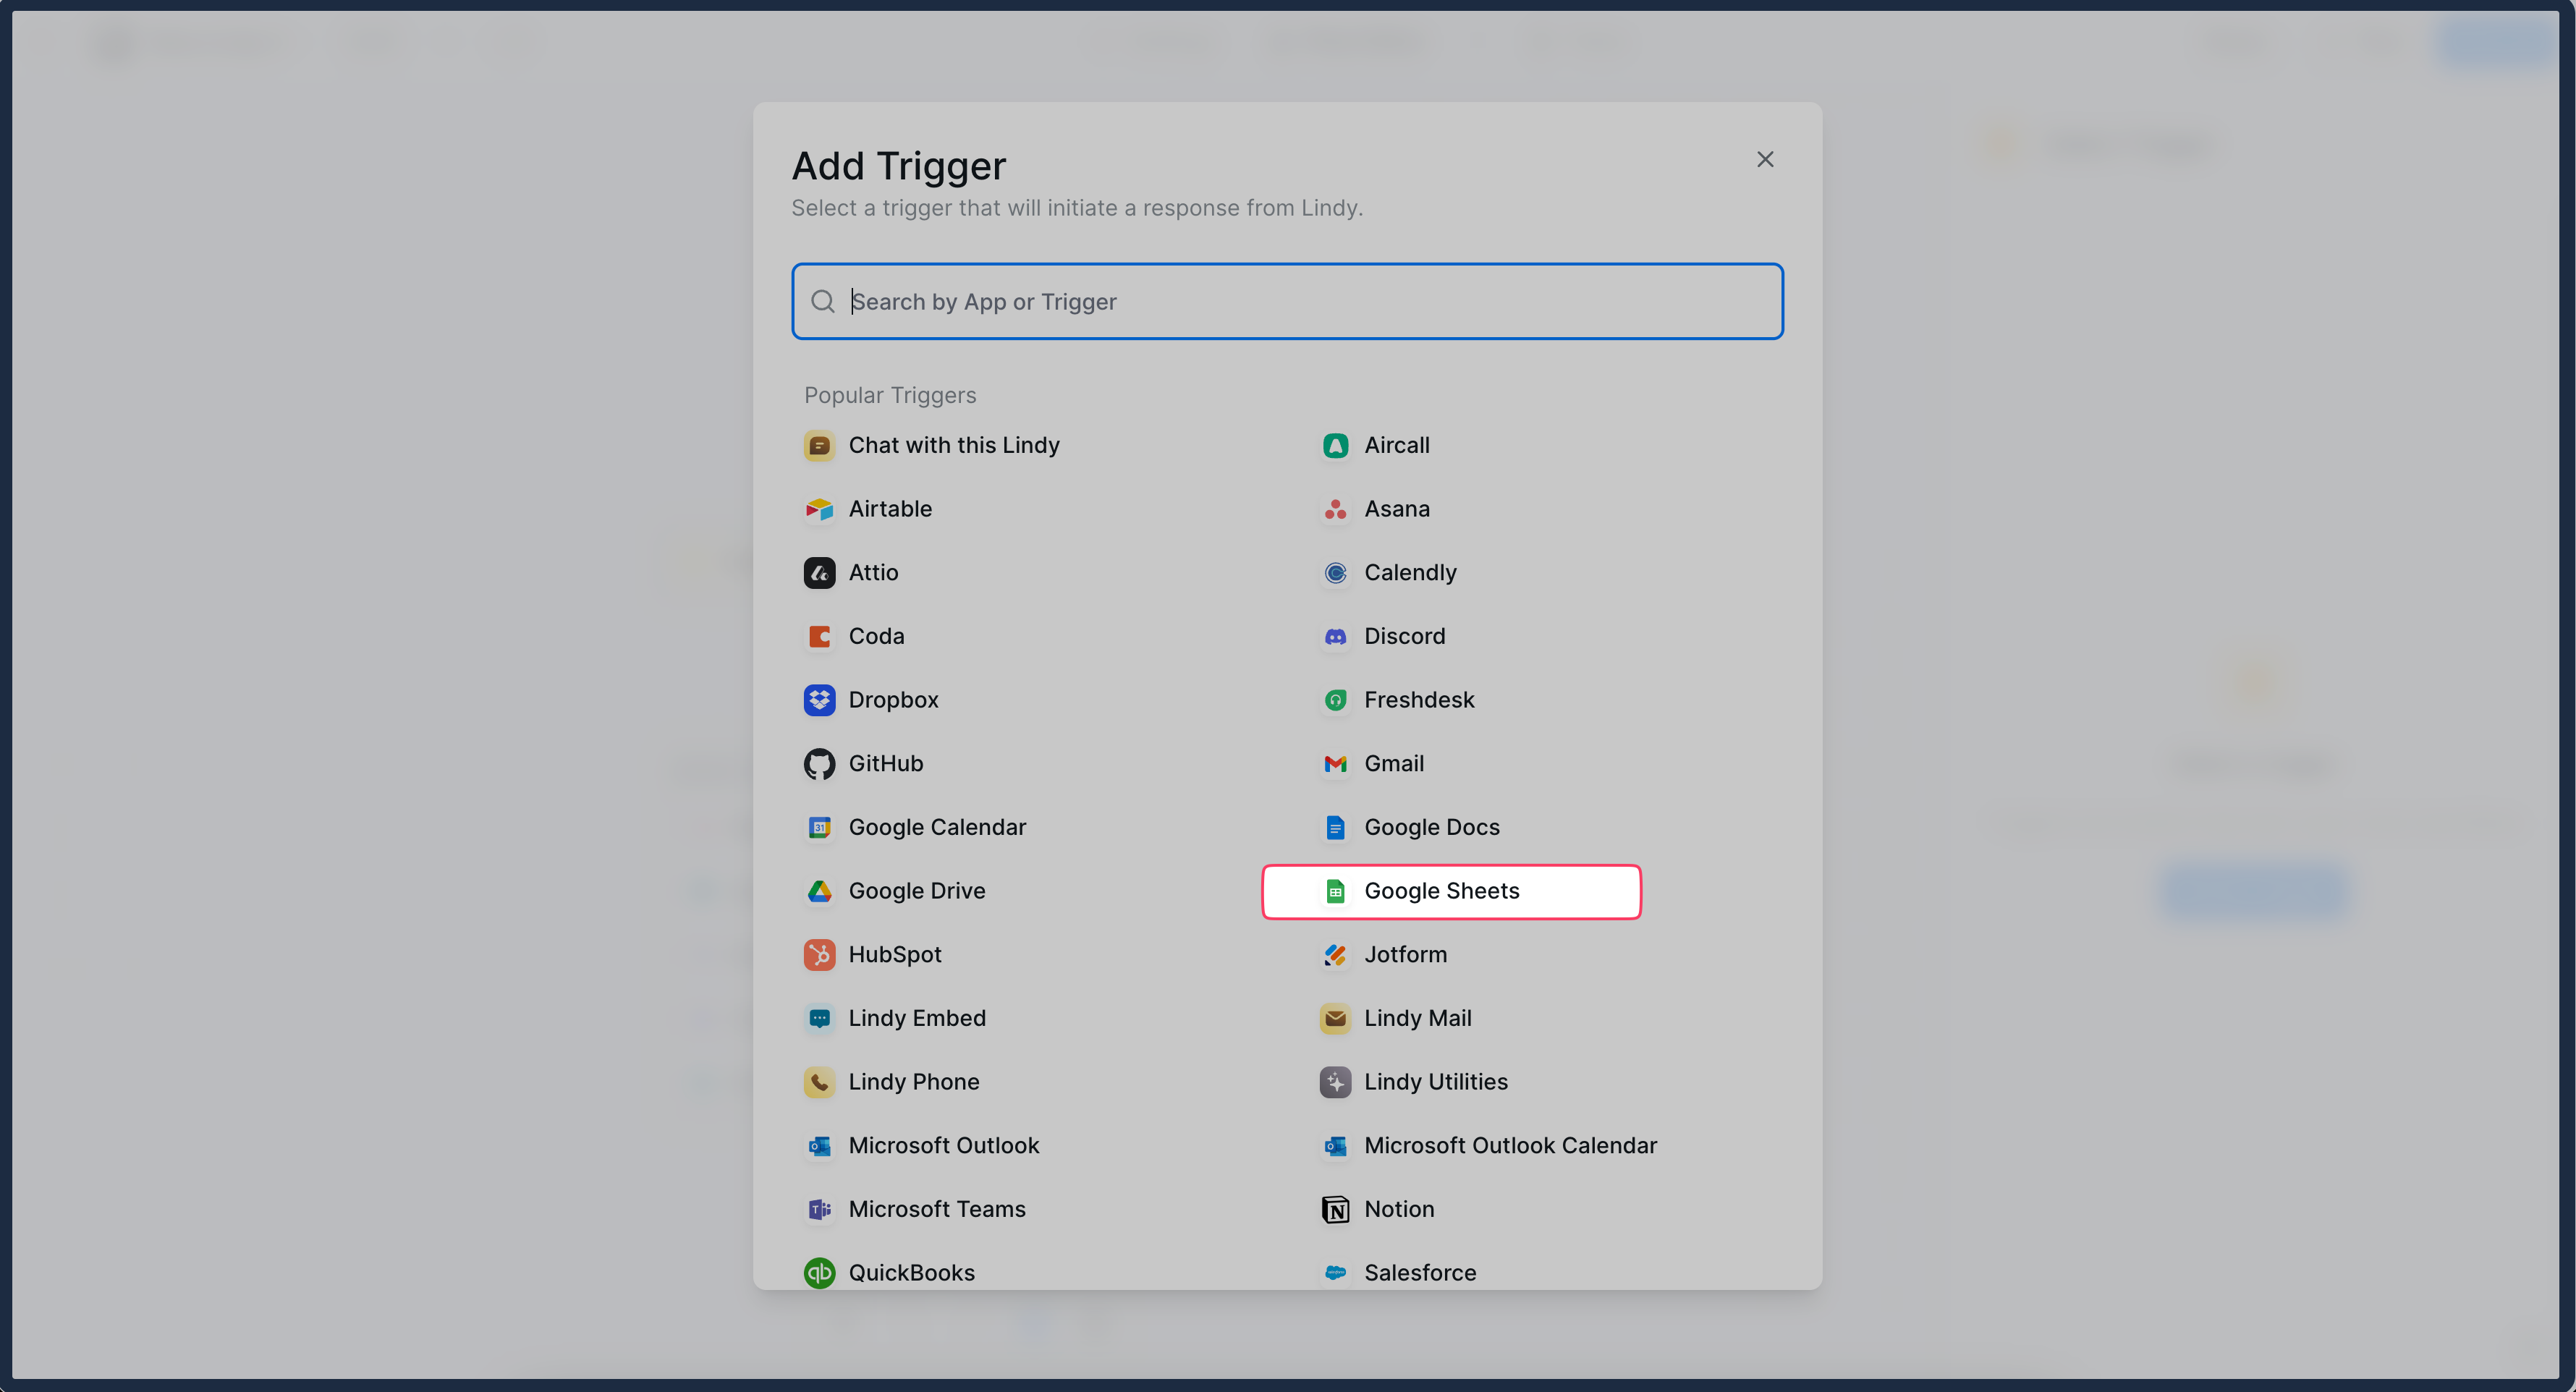 Add Trigger
Select a trigger that will initiate a response from Lindy.
Search by App or Trigger
Popular Triggers
Chat with this Lindy
Aircall
Airtable
Asana
Attio
Calendly
Coda
Discord
Dropbox
Freshdesk
GitHub
Gmail
Google Calendar
Google Docs
Google Drive
Google Sheets
HubSpot
Jotform
Lindy Embed
Lindy Mail
Lindy Phone
Lindy Utilities
Microsoft Outlook
Microsoft Outlook Calendar
Microsoft Teams
Notion
QuickBooks
Salesforce